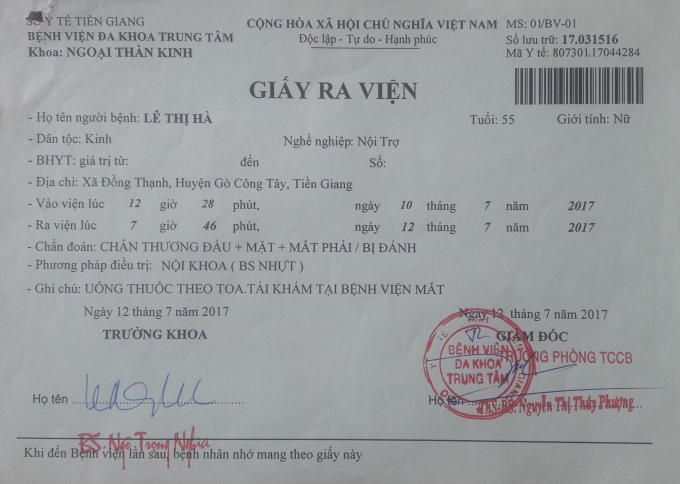 SỞ Y TẾ TIỀN GIANG
BỆNH VIỆN ĐA KHOA TRUNG TÂM
Khoa: NGOẠI THẦN KINH
CỘNG HÒA XÃ HỘI CHỦ NGHĨA VIỆT NAM
Độc lập - Tự do - Hạnh phúc
MS: 01/BV-01
Số lưu trữ: 17.031516
Mã Y tế: 807301.17044284
GIẤY RA VIỆN
- Họ tên người bệnh: LÊ THỊ HÀ Tuổi: 55 Giới tính: Nữ
- Dân tộc: Kinh Nghề nghiệp: Nội Trợ
- BHYT: giá trị từ: đến Số:
- Địa chỉ: Xã Đồng Thạnh, Huyện Gò Công Tây, Tiền Giang
- Vào viện lúc 12 giờ 28 phút, ngày 10 tháng 7 năm 2017
- Ra viện lúc 7 giờ 46 phút, ngày 12 tháng 7 năm 2017
- Chẩn đoán: CHẤN THƯƠNG ĐẦU + MẶT + MẮT PHẢI / BỊ ĐÁNH
- Phương pháp điều trị: NỘI KHOA ( BS NHỰT )
- Ghi chú: UỐNG THUỐC THEO TOA.TÁI KHÁM TẠI BỆNH VIỆN MẮT
Ngày 12 tháng 7 năm 2017
TRƯỞNG KHOA
Họ tên
BS. Ngô Trọng Nghĩa
Ngày 12 tháng 7 năm 2017
GIÁM ĐỐC
TRƯỞNG PHÒNG TCCB
BỆNH VIỆN
ĐA KHOA
TRUNG TÂM
Họ tên
ThS.BS. Nguyễn Thị Thúy Phượng
Khi đến Bệnh viện lần sau, bệnh nhân nhớ mang theo giấy này